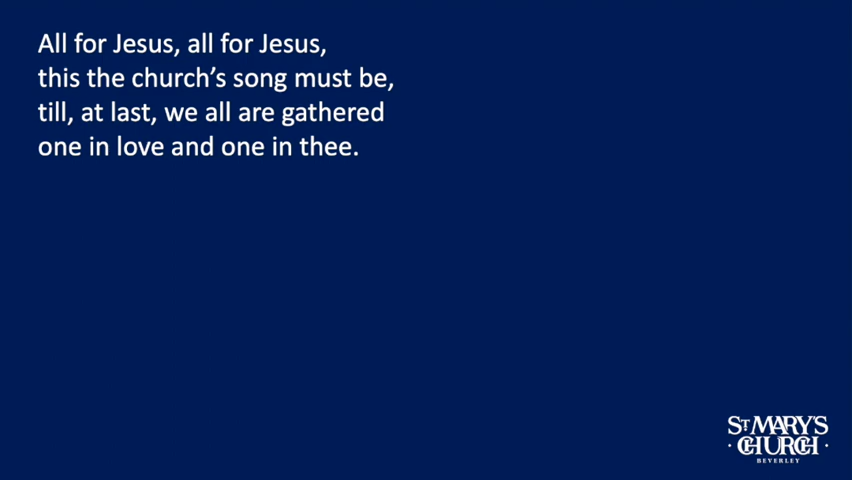 All for Jesus, all for Jesus,
this the church’s song must be,
till, at last, we all are gathered
one in love and one in thee.
ST MARY'S
· CHURCH ·
BEVERLEY